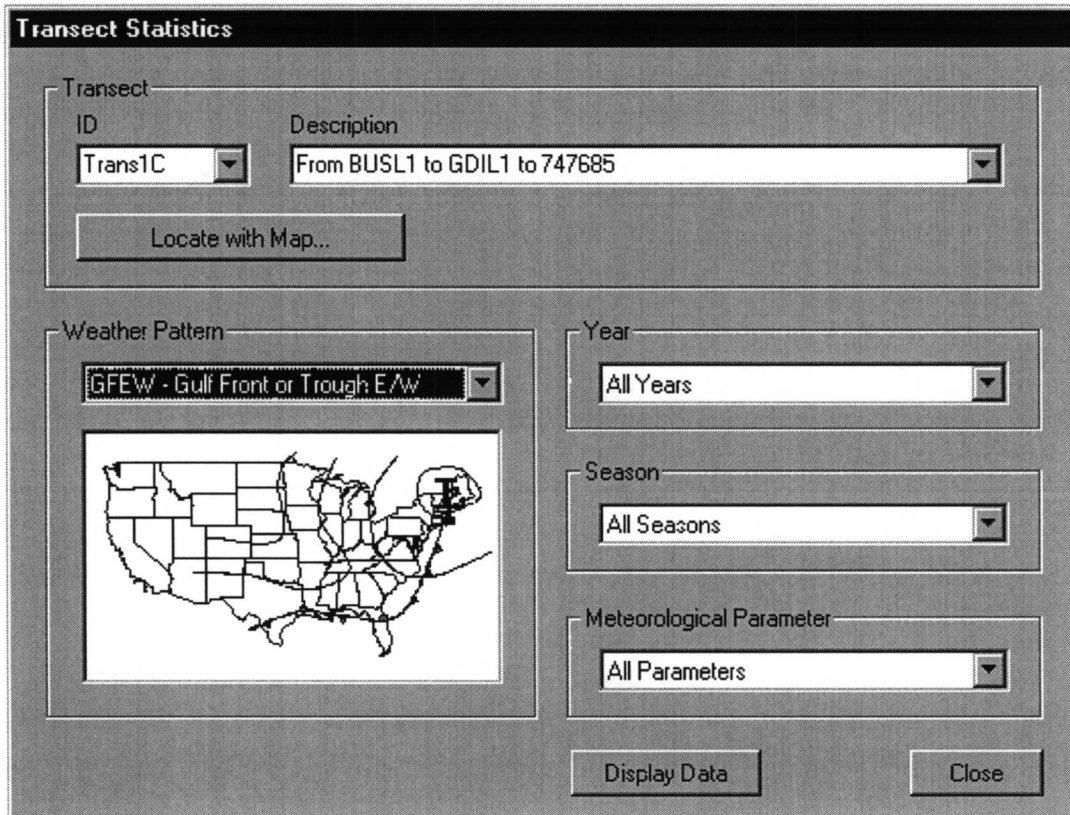 Transect Statistics
Transect
ID
Description
Trans1C
From BUSL1 to GDIL1 to 747685
Locate with Map...
Weather Pattern
GFEW - Gulf Front or Trough E/W
Year
All Years
Season
All Seasons
Meteorological Parameter
All Parameters
Display Data
Close